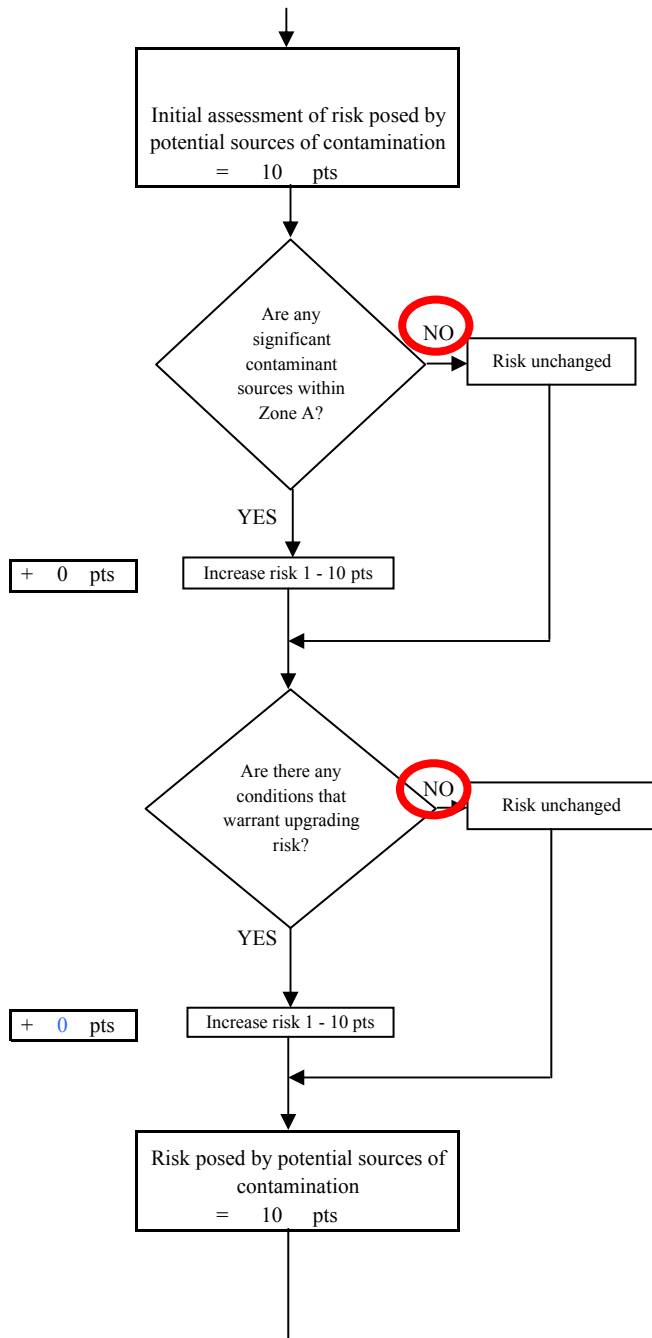 Initial assessment of risk posed by
potential sources of contamination
= 10 pts
Are any
significant
contaminant
sources within
Zone A?
NO
Risk unchanged
YES
+ 0 pts
Increase risk 1 - 10 pts
Are there any
conditions that
warrant upgrading
risk?
NO
Risk unchanged
YES
+ 0 pts
Increase risk 1 - 10 pts
Risk posed by potential sources of
contamination
= 10 pts